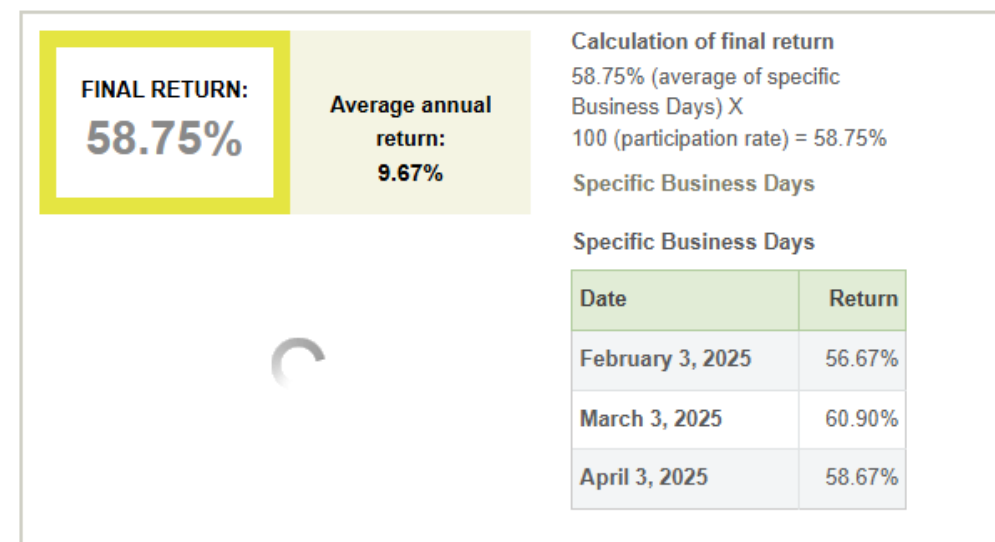 FINAL RETURN:
58.75%
Average annual
return:
9.67%
Calculation of final return
58.75% (average of specific
Business Days) X
100 (participation rate) = 58.75%
Specific Business Days
Specific Business Days
Date Return
February 3, 2025 56.67%
March 3, 2025 60.90%
April 3, 2025 58.67%